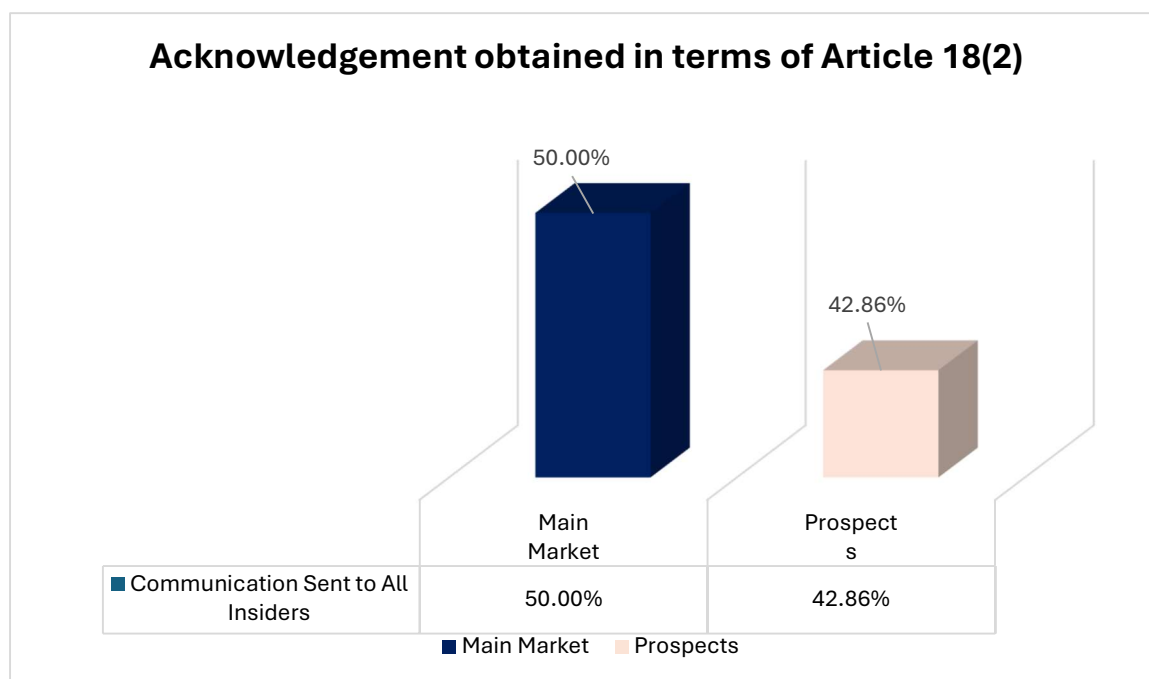 Acknowledgement obtained in terms of Article 18(2)
50.00%
42.86%
Main
Market
Prospect
s
Communication Sent to All
Insiders
50.00%
42.86%
Main Market
Prospects